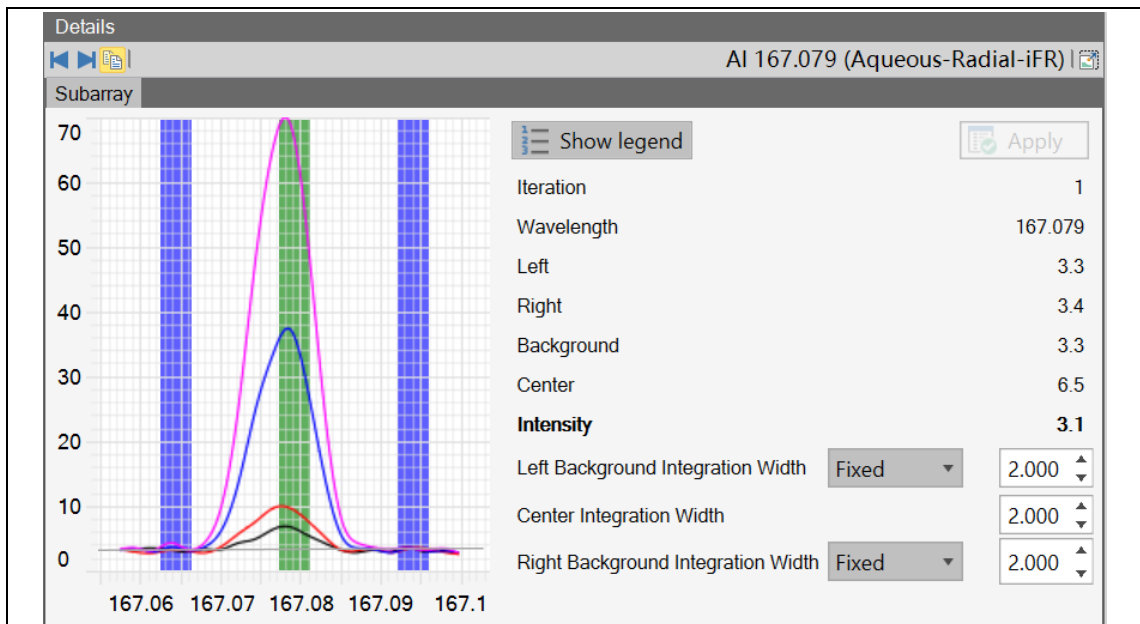 Details
Al 167.079 (Aqueous-Radial-iFR)
Subarray
70
60
50
40
30
20
10
0
167.06 167.07 167.08 167.09 167.1
Show legend
Apply
Iteration 1
Wavelength 167.079
Left 3.3
Right 3.4
Background 3.3
Center 6.5
Intensity 3.1
Left Background Integration Width Fixed 2.000
Center Integration Width 2.000
Right Background Integration Width Fixed 2.000